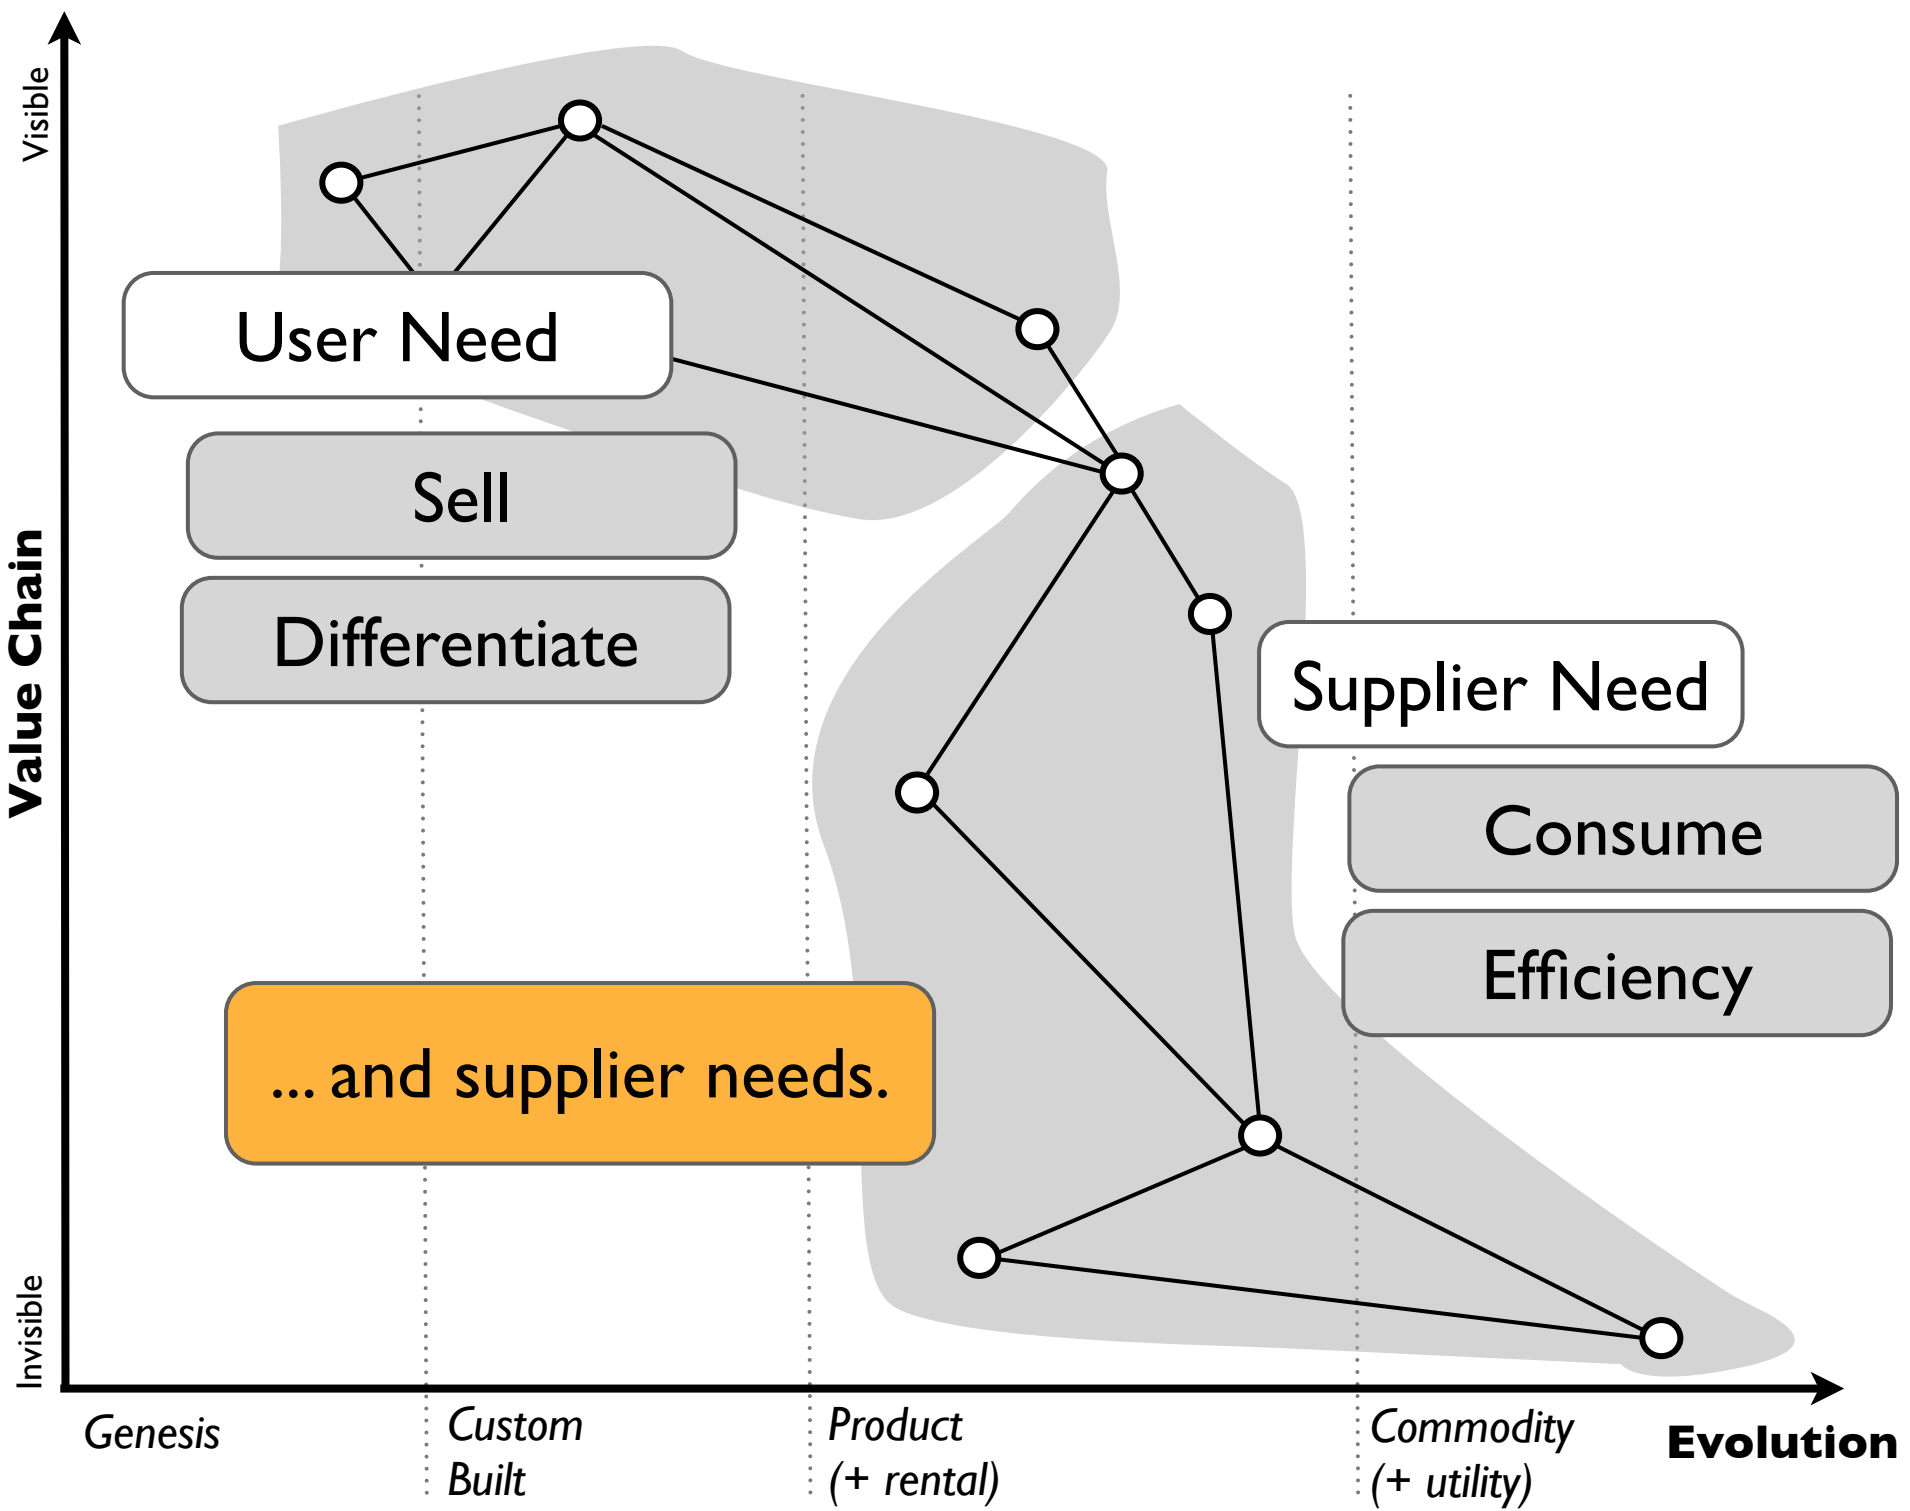 Visible
User Need
Sell
Differentiate
Value Chain
Supplier Need
Consume
Efficiency
... and supplier needs.
Invisible
Genesis
Custom
Built
Product
(+ rental)
Commodity
(+ utility)
Evolution